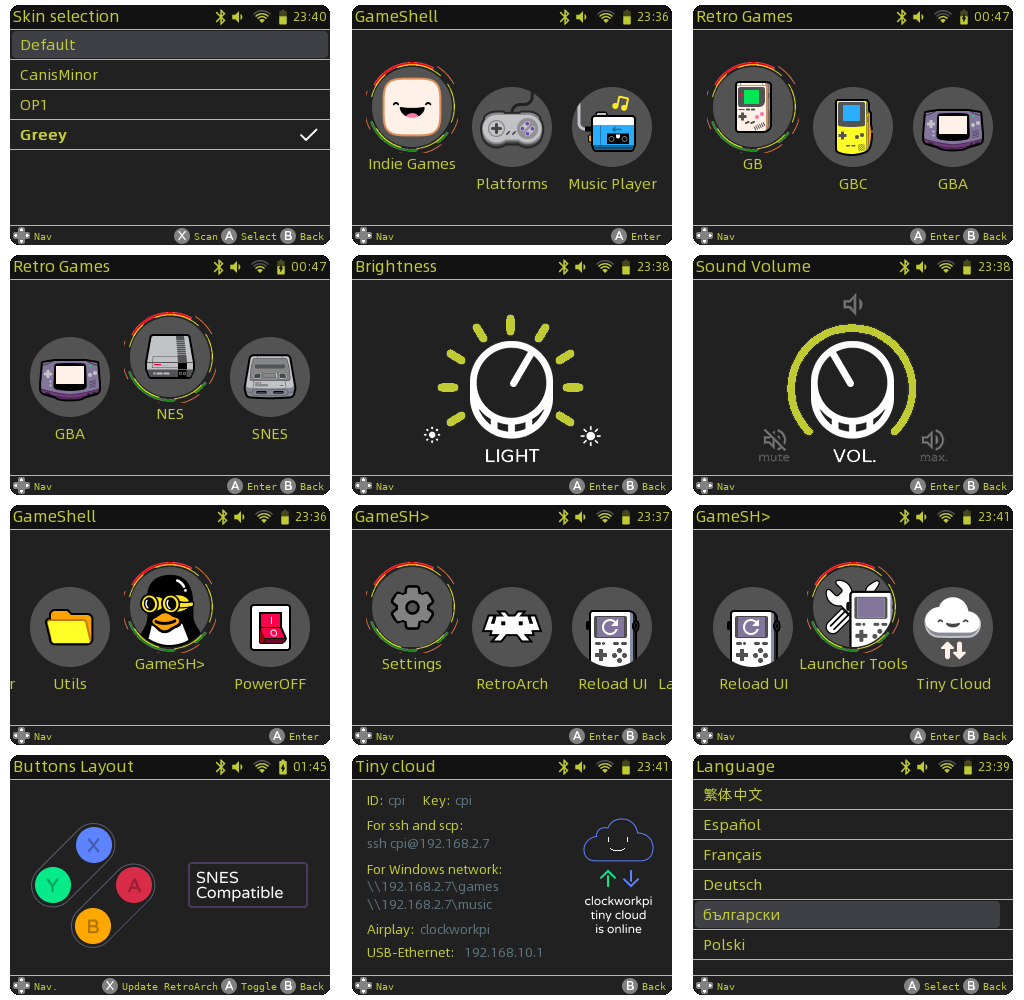 Skin selection 23:40
Default
CanisMinor
OP1
Greey
Nav X Scan A Select B Back
GameShell 23:36
Indie Games
Platforms
Music Player
Nav A Enter
Retro Games 00:47
GB
GBC
GBA
Nav A Enter B Back
Retro Games 00:47
GBA
NES
SNES
Nav A Enter B Back
Brightness 23:38
LIGHT
Nav A Enter B Back
Sound Volume 23:38
mute
VOL.
max.
Nav A Enter B Back
GameShell 23:36
r
Utils
GameSH>
PowerOFF
Nav A Enter
GameSH> 23:37
Settings
RetroArch
Reload UI
La
Nav A Enter B Back
GameSH> 23:41
Reload UI
Launcher Tools
Tiny Cloud
Nav A Enter B Back
Buttons Layout 01:45
X
Y
A
B
SNES
Compatible
Nav. X Update RetroArch A Toggle B Back
Tiny cloud 23:41
ID: cpi Key: cpi
For ssh and scp:
ssh cpi@192.168.2.7
For Windows network:
\\192.168.2.7\games
\\192.168.2.7\music
Airplay: clockworkpi
USB-Ethernet: 192.168.10.1
clockworkpi
tiny cloud
is online
Nav B Back
Language 23:39
繁体中文
Español
Français
Deutsch
български
Polski
Nav A Select B Back